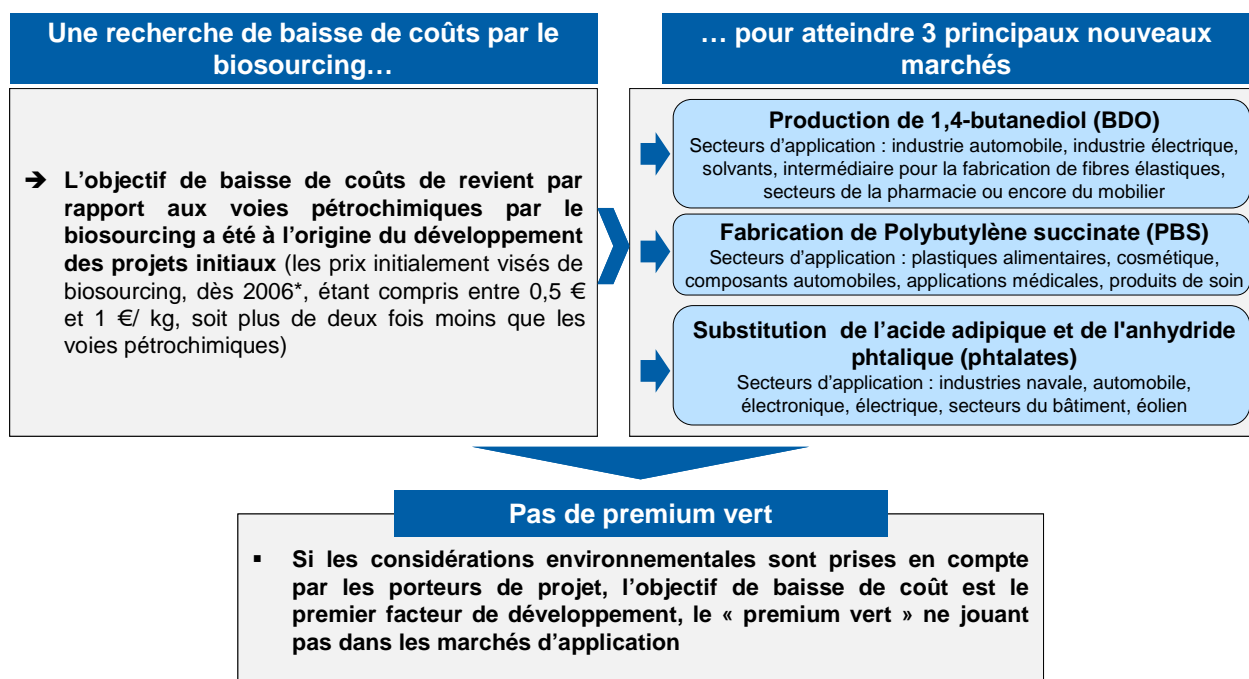 Une recherche de baisse de coûts par le
biosourcing…
➔ L’objectif de baisse de coûts de revient par
rapport aux voies pétrochimiques par le
biosourcing a été à l’origine du développement
des projets initiaux (les prix initialement visés de
biosourcing, dès 2006*, étant compris entre 0,5 €
et 1 €/ kg, soit plus de deux fois moins que les
voies pétrochimiques)
… pour atteindre 3 principaux nouveaux
marchés
Production de 1,4-butanediol (BDO)
Secteurs d’application : industrie automobile, industrie électrique,
solvants, intermédiaire pour la fabrication de fibres élastiques,
secteurs de la pharmacie ou encore du mobilier
Fabrication de Polybutylène succinate (PBS)
Secteurs d’application : plastiques alimentaires, cosmétique,
composants automobiles, applications médicales, produits de soin
Substitution de l’acide adipique et de l'anhydride
phtalique (phtalates)
Secteurs d’application : industries navale, automobile,
électronique, électrique, secteurs du bâtiment, éolien
Pas de premium vert
▪ Si les considérations environnementales sont prises en compte
par les porteurs de projet, l’objectif de baisse de coût est le
premier facteur de développement, le « premium vert » ne jouant
pas dans les marchés d’application